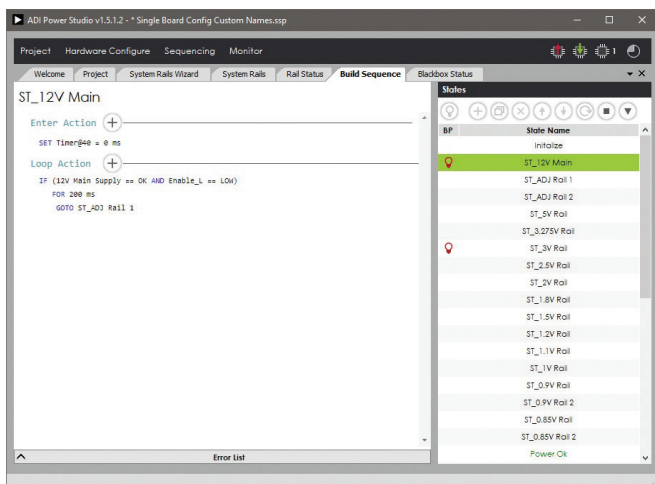 ADI Power Studio v1.5.1.2 - * Single Board Config Custom Names.ssp
Project Hardware Configure Sequencing Monitor 1
Welcome Project System Rails Wizard System Rails Rail Status Build Sequence Blackbox Status
ST_12V Main
Enter Action
SET Timer@40 = 0 ms
Loop Action
IF (12V Main Supply == OK AND Enable_L == LOW)
FOR 200 ms
GOTO ST_ADJ Rail 1
Error List
States
BP State Name
Initalize
ST_12V Main
ST_ADJ Rail 1
ST_ADJ Rail 2
ST_5V Rail
ST_3.275V Rail
ST_3V Rail
ST_2.5V Rail
ST_2V Rail
ST_1.8V Rail
ST_1.5V Rail
ST_1.2V Rail
ST_1.1V Rail
ST_1V Rail
ST_0.9V Rail
ST_0.9V Rail 2
ST_0.85V Rail
ST_0.85V Rail 2
Power Ok